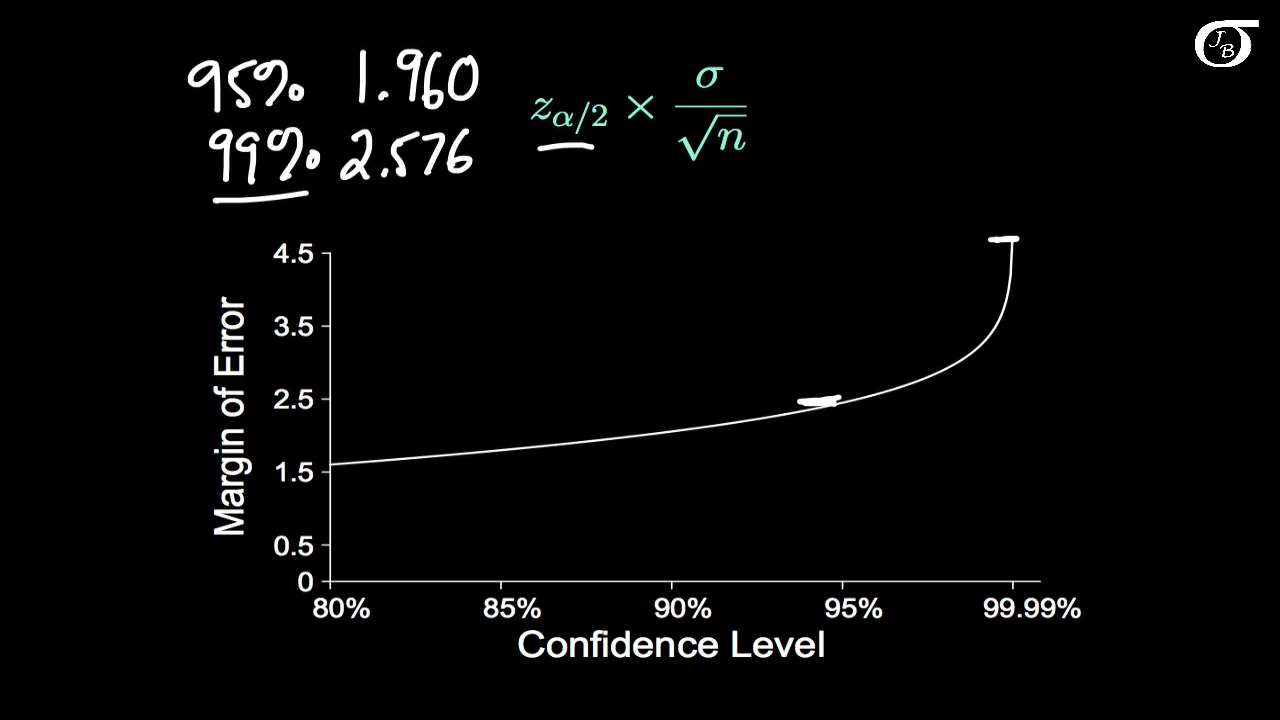 JB
95% 1.960
99% 2.576
z_{α/2} × σ/√n
4.5
3.5
2.5
1.5
0.5
0
Margin of Error
80% 85% 90% 95% 99.99%
Confidence Level